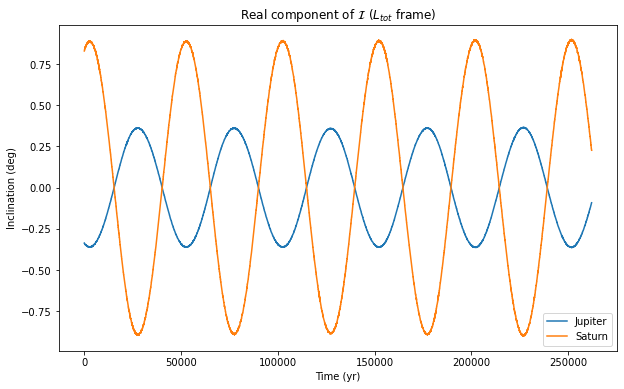 Real component of 𝓘 (L_tot frame)
Inclination (deg)
0.75
0.50
0.25
0.00
−0.25
−0.50
−0.75
0
50000
100000
150000
200000
250000
Time (yr)
Jupiter
Saturn